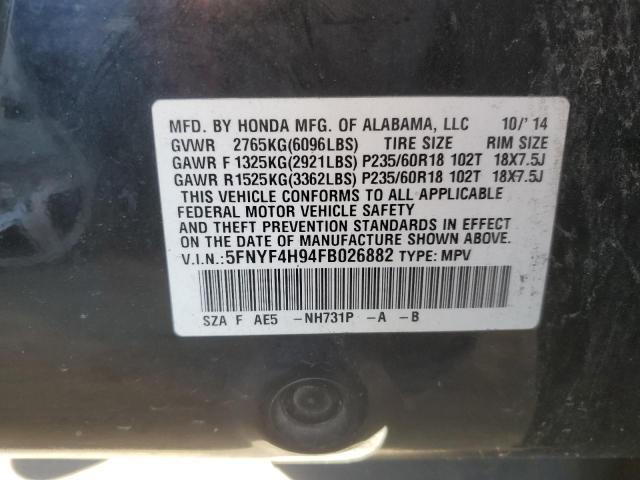 MFD. BY HONDA MFG. OF ALABAMA, LLC 10/'14
GVWR 2765KG(6096LBS) TIRE SIZE RIM SIZE
GAWR F 1325KG(2921LBS) P235/60R18 102T 18X7.5J
GAWR R1525KG(3362LBS) P235/60R18 102T 18X7.5J
THIS VEHICLE CONFORMS TO ALL APPLICABLE
FEDERAL MOTOR VEHICLE SAFETY
AND THEFT PREVENTION STANDARDS IN EFFECT
ON THE DATE OF MANUFACTURE SHOWN ABOVE.
V.I.N.:5FNYF4H94FB026882 TYPE: MPV
SZA F AE5 -NH731P -A -B